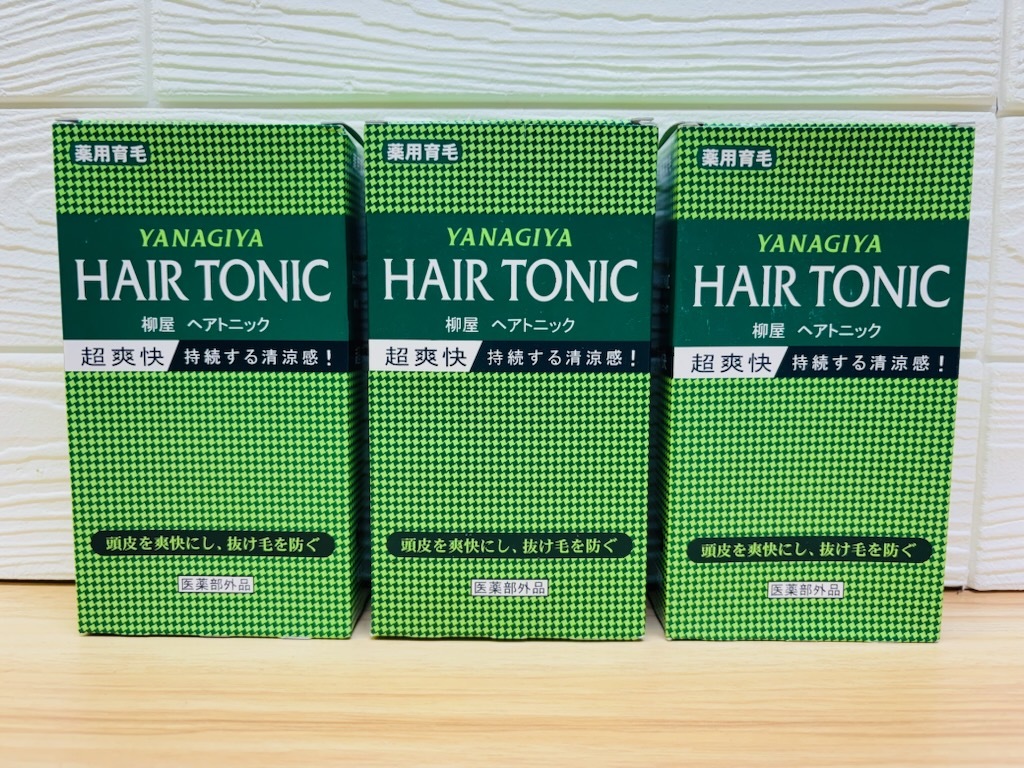 薬用育毛
YANAGIYA
HAIR TONIC
柳屋 ヘアトニック
超爽快 持続する清涼感!
頭皮を爽快にし、抜け毛を防ぐ
医薬部外品
薬用育毛
YANAGIYA
HAIR TONIC
柳屋 ヘアトニック
超爽快 持続する清涼感!
頭皮を爽快にし、抜け毛を防ぐ
医薬部外品
薬用育毛
YANAGIYA
HAIR TONIC
柳屋 ヘアトニック
超爽快 持続する清涼感!
頭皮を爽快にし、抜け毛を防ぐ
医薬部外品